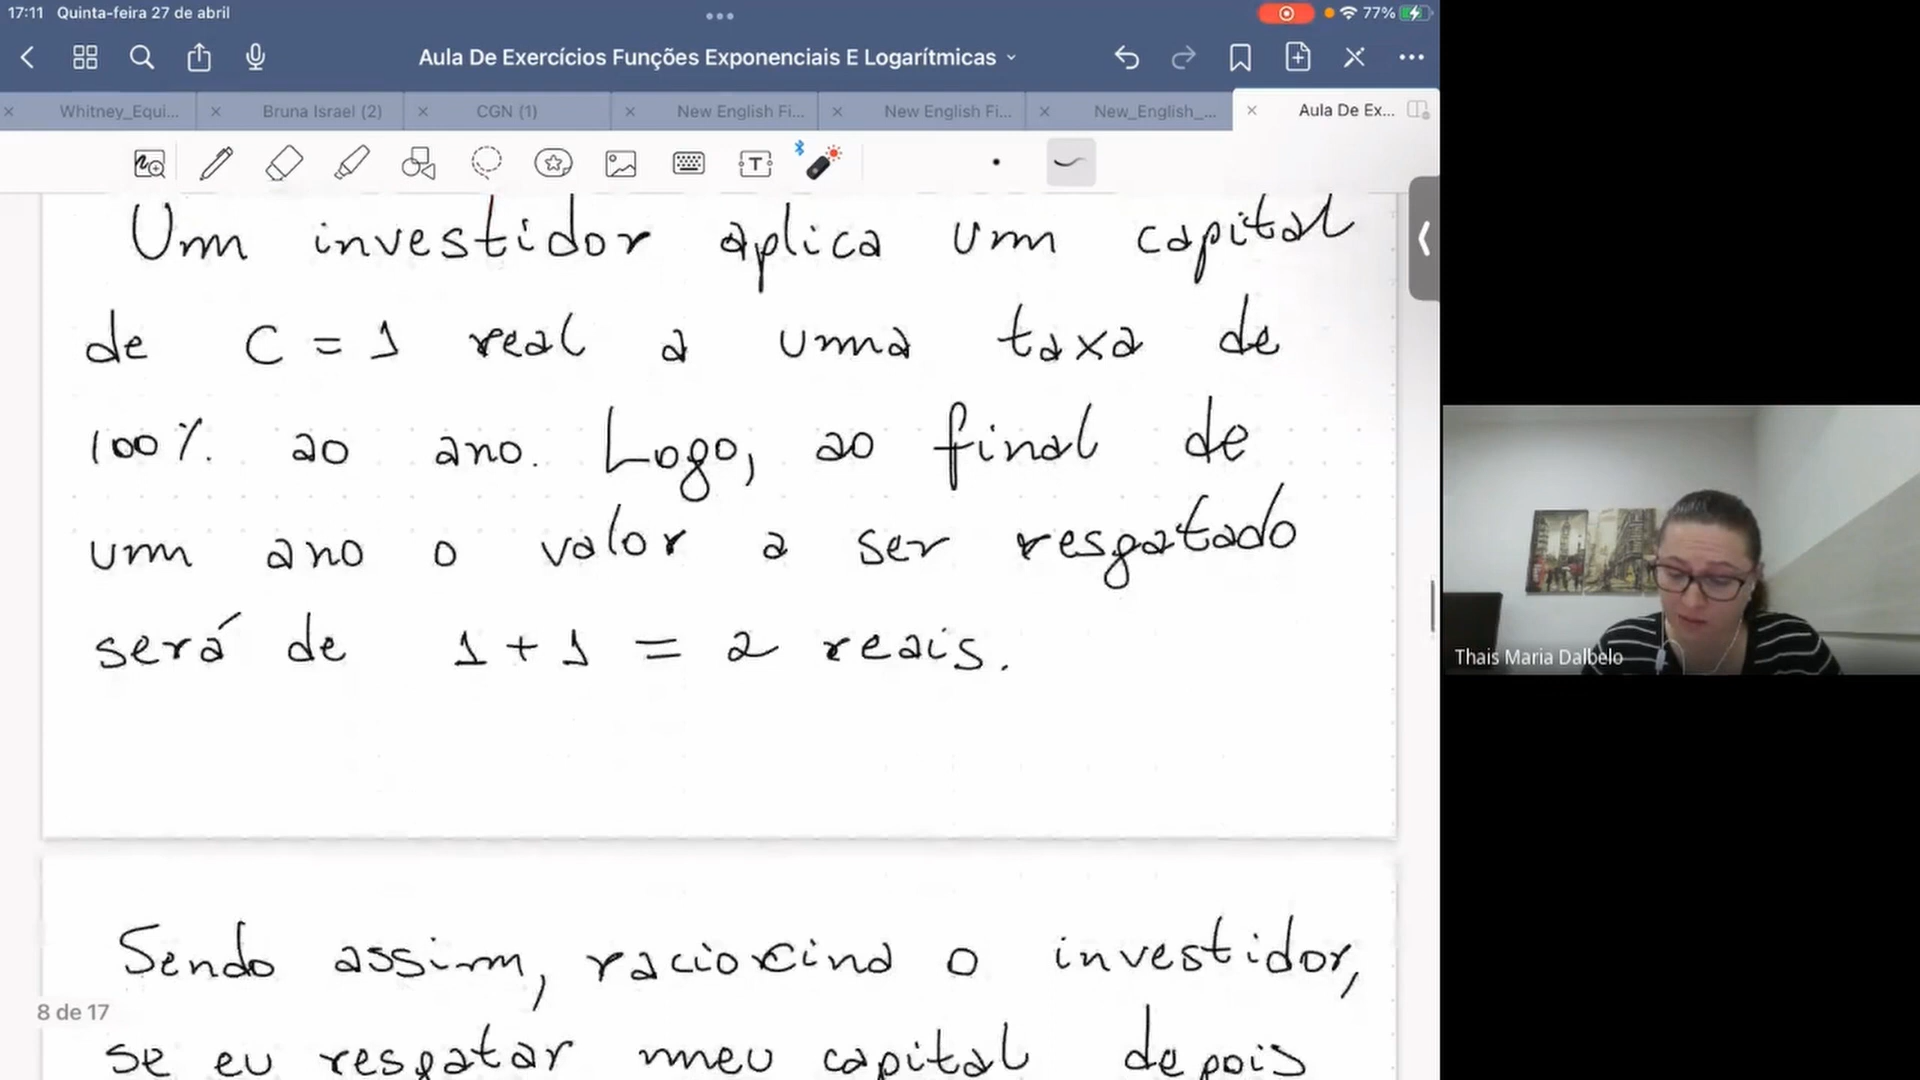 17:11 Quinta-feira 27 de abril
77%
Aula De Exercícios Funções Exponenciais E Logarítmicas
Whitney_Equi...
Bruna Israel (2)
CGN (1)
New English Fi...
New English Fi...
New_English_...
Aula De Ex...
Um investidor aplica um capital
de C = 1 real a uma taxa de
100% ao ano. Logo, ao final de
um ano o valor a ser resgatado
será de 1 + 1 = 2 reais.
Sendo assim, raciocina o investidor,
8 de 17
se eu resgatar meu capital depois
Thais Maria Dalbelo